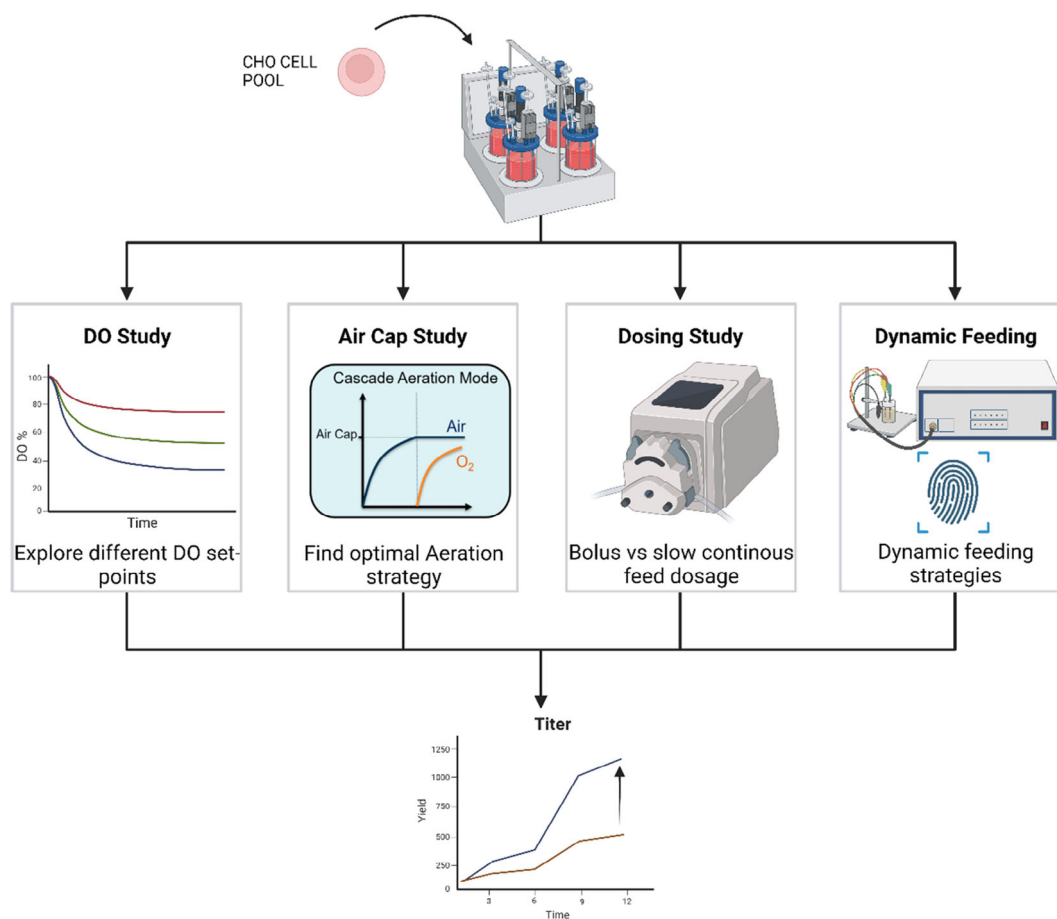 CHO CELL
POOL
DO Study
100
80
60
40
20
0
DO %
Time
Explore different DO set-
points
Air Cap Study
Cascade Aeration Mode
Air Cap
Air
O₂
Find optimal Aeration
strategy
Dosing Study
Bolus vs slow continous
feed dosage
Dynamic Feeding
Dynamic feeding
strategies
Titer
1250
1000
750
500
250
0
Yield
3
6
9
12
Time